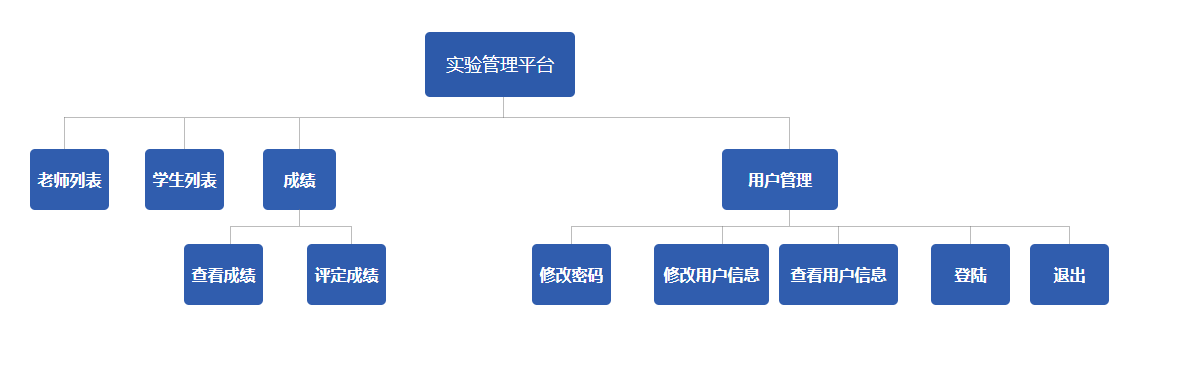 实验管理平台
老师列表
学生列表
成绩
用户管理
查看成绩
评定成绩
修改密码
修改用户信息
查看用户信息
登陆
退出